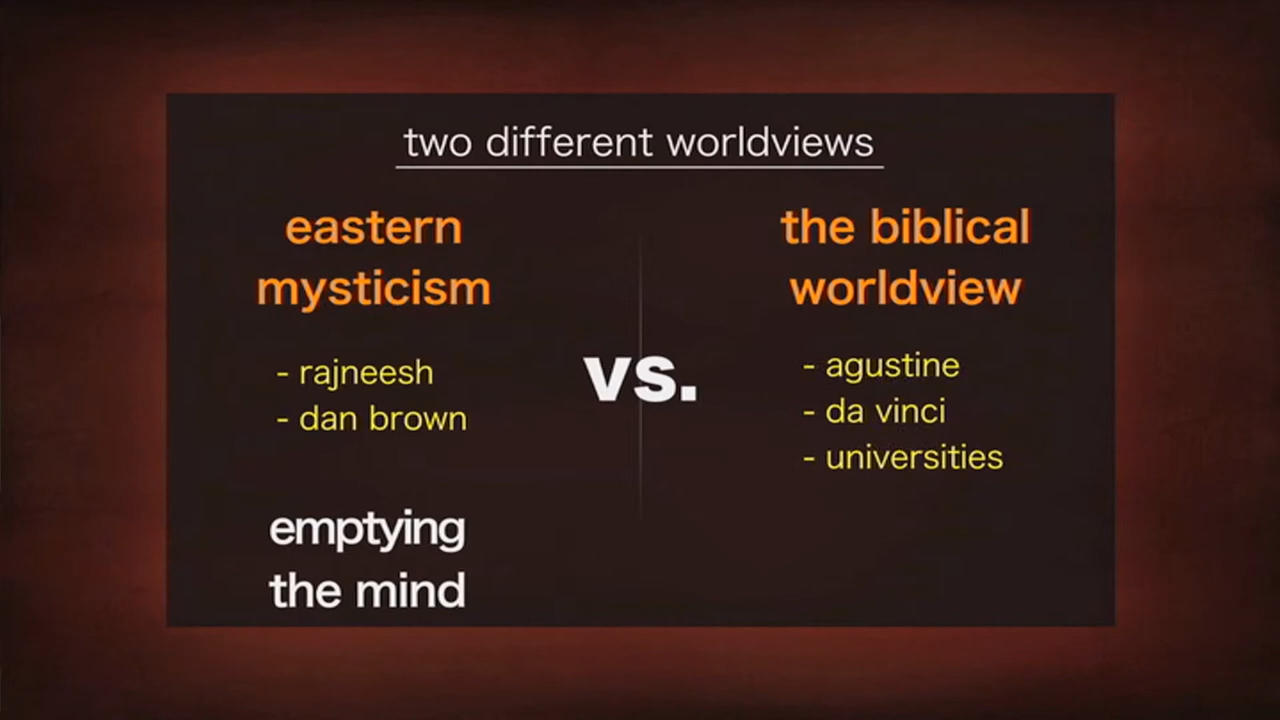 two different worldviews
eastern
mysticism
- rajneesh
- dan brown
emptying
the mind
vs.
the biblical
worldview
- agustine
- da vinci
- universities